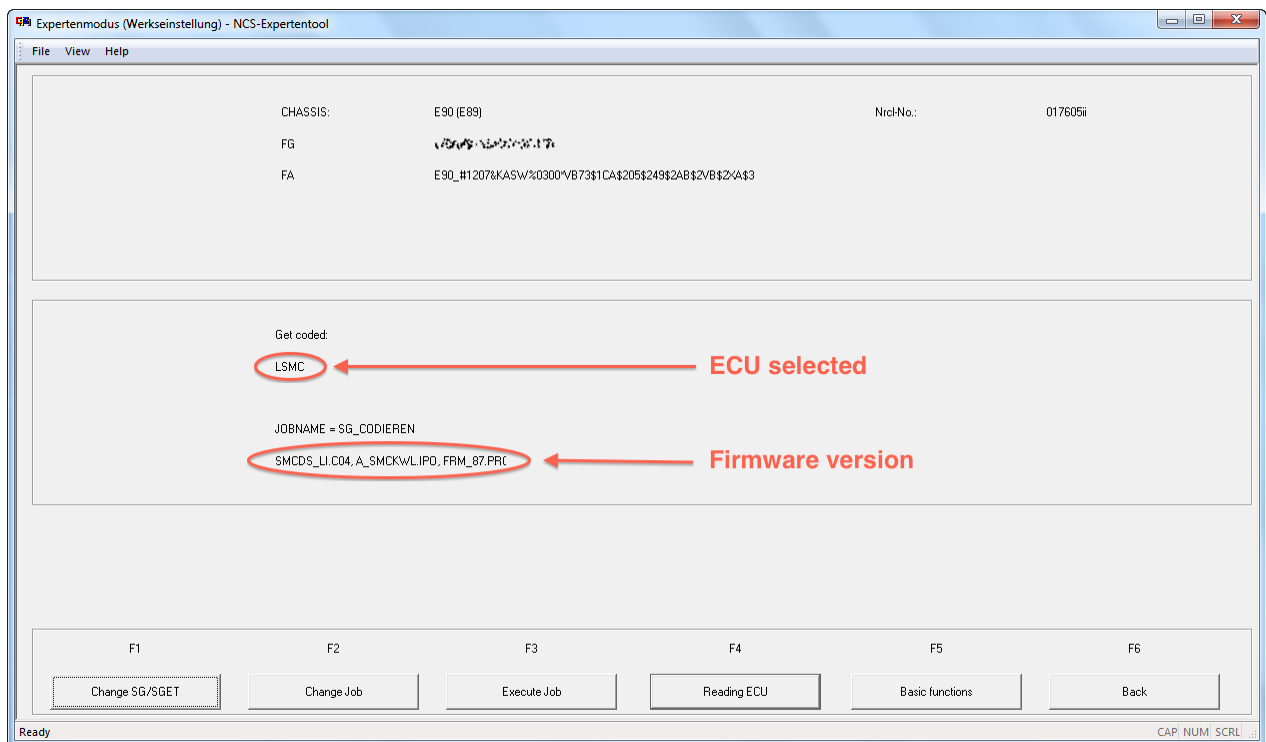 Expertenmodus (Werkseinstellung) - NCS-Expertentool
File View Help
CHASSIS: E90 (E89) Nrcl-No.: 017605ii
FG
FA E90_#1207&KASW%0300*VB73$1CA$205$249$2AB$2VB$2XA$3
Get coded:
LSMC
ECU selected
JOBNAME = SG_CODIEREN
SMCDS_LI.C04, A_SMCKWL.IPO, FRM_87.PR
Firmware version
F1 F2 F3 F4 F5 F6
Change SG/SGET Change Job Execute Job Reading ECU Basic functions Back
Ready CAP NUM SCRL